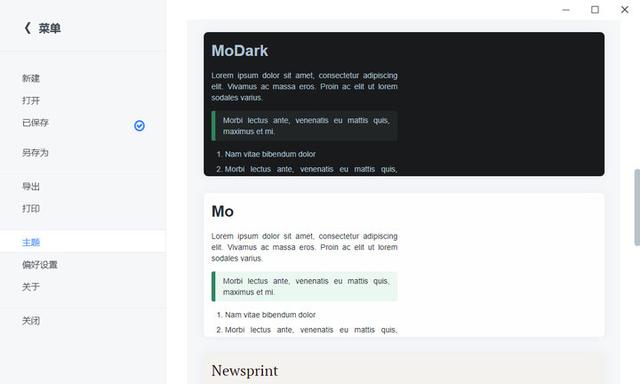 菜单
新建
打开
已保存
另存为
导出
打印
主题
偏好设置
关于
关闭
MoDark
Lorem ipsum dolor sit amet, consectetur adipiscing
elit. Vivamus ac massa eros. Proin ac elit ut est
sodales varius.
Morbi lectus ante, venenatis eu mattis quis,
maximus et mi.
1. Nam vitae bibendum dolor
2. Morbi lectus ante, venenatis eu mattis quis,
Mo
Lorem ipsum dolor sit amet, consectetur adipiscing
elit. Vivamus ac massa eros. Proin ac elit ut est
sodales varius.
Morbi lectus ante, venenatis eu mattis quis,
maximus et mi.
1. Nam vitae bibendum dolor
2. Morbi lectus ante, venenatis eu mattis quis,
Newsprint